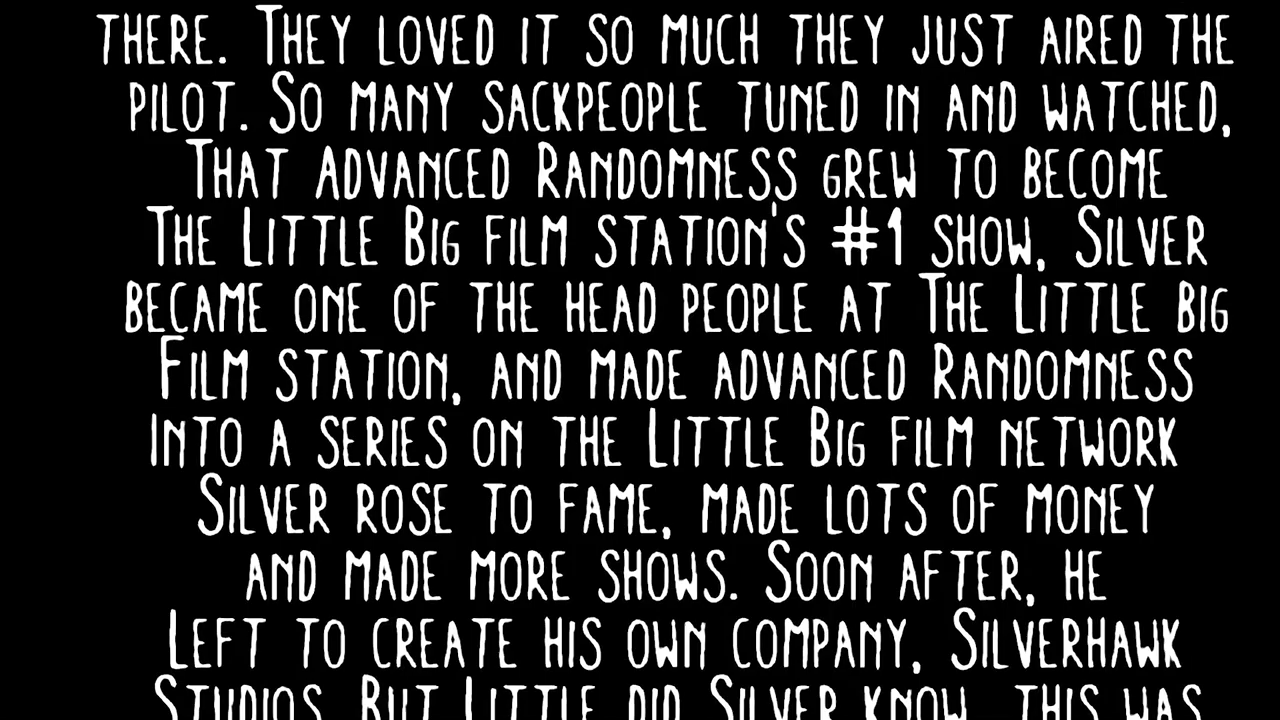 THERE. THEY LOVED IT SO MUCH THEY JUST AIRED THE
PILOT. SO MANY SACKPEOPLE TUNED IN AND WATCHED,
THAT ADVANCED RANDOMNESS GREW TO BECOME
THE LITTLE BIG FILM STATION'S #1 SHOW, SILVER
BECAME ONE OF THE HEAD PEOPLE AT THE LITTLE BIG
FILM STATION, AND MADE ADVANCED RANDOMNESS
INTO A SERIES ON THE LITTLE BIG FILM NETWORK
SILVER ROSE TO FAME, MADE LOTS OF MONEY
AND MADE MORE SHOWS. SOON AFTER, HE
LEFT TO CREATE HIS OWN COMPANY, SILVERHAWK
STUDIOS. BUT LITTLE DID SILVER KNOW, THIS WAS